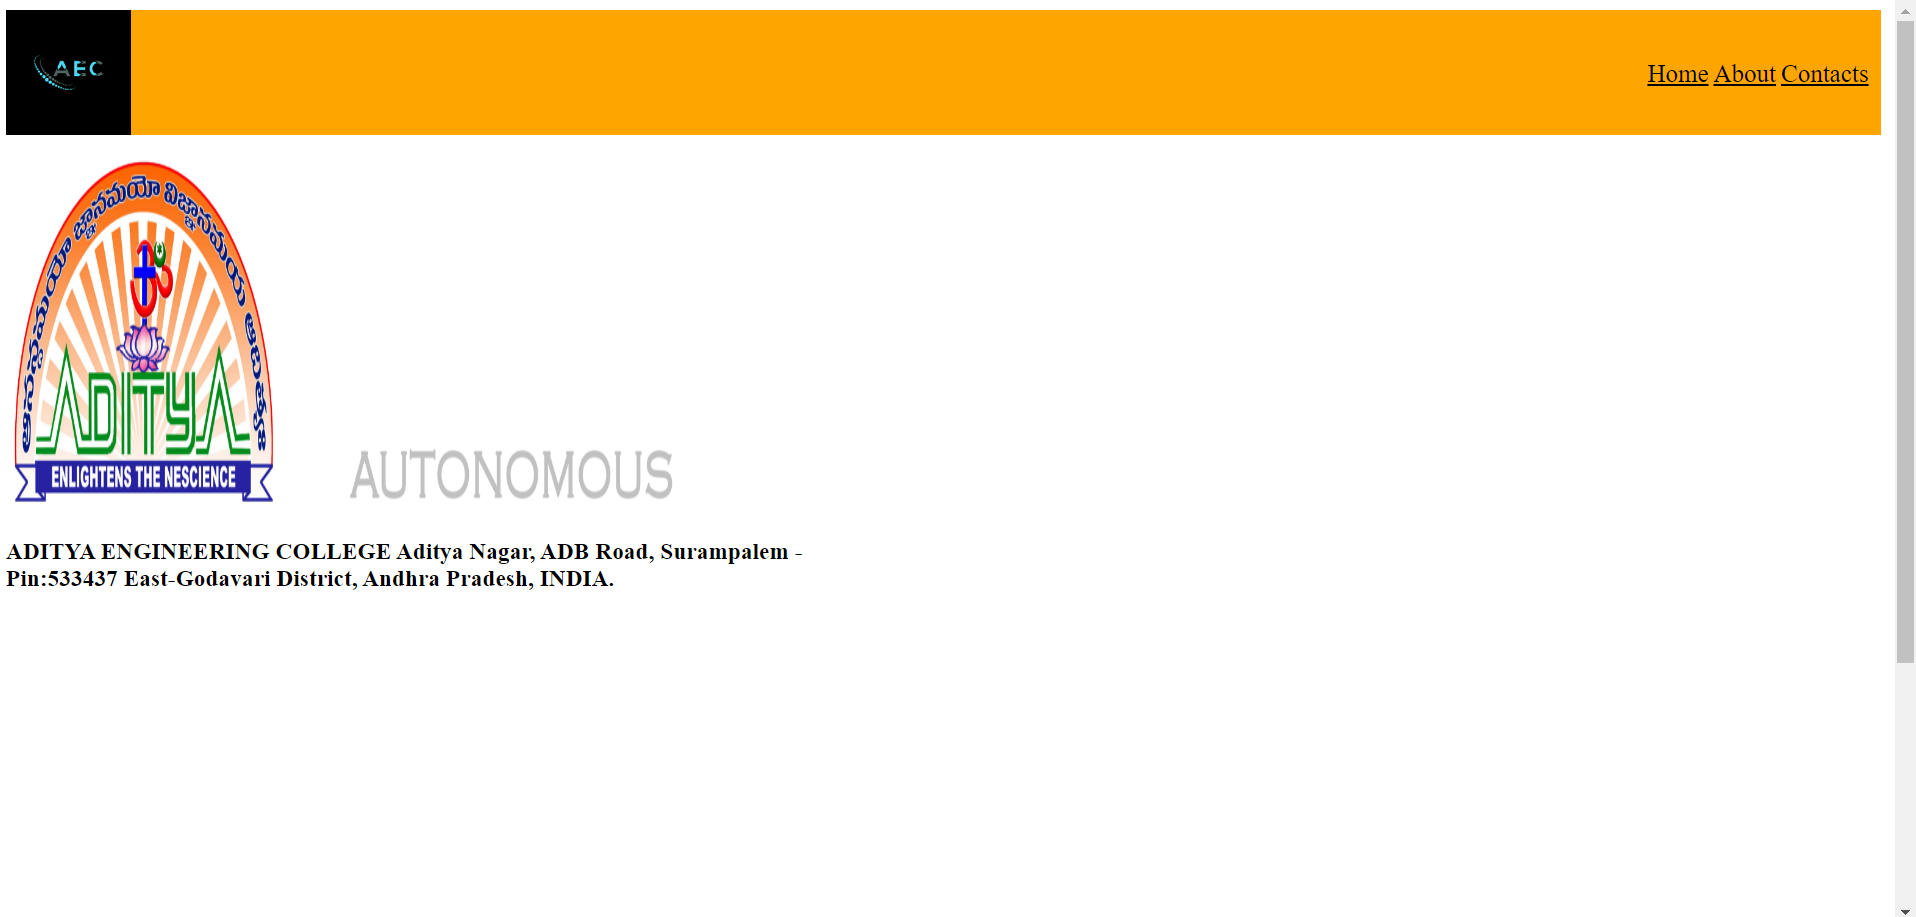 AEC
Home About Contacts
ADITYA
ENLIGHTENS THE NESCIENCE
AUTONOMOUS
ADITYA ENGINEERING COLLEGE Aditya Nagar, ADB Road, Surampalem -
Pin:533437 East-Godavari District, Andhra Pradesh, INDIA.